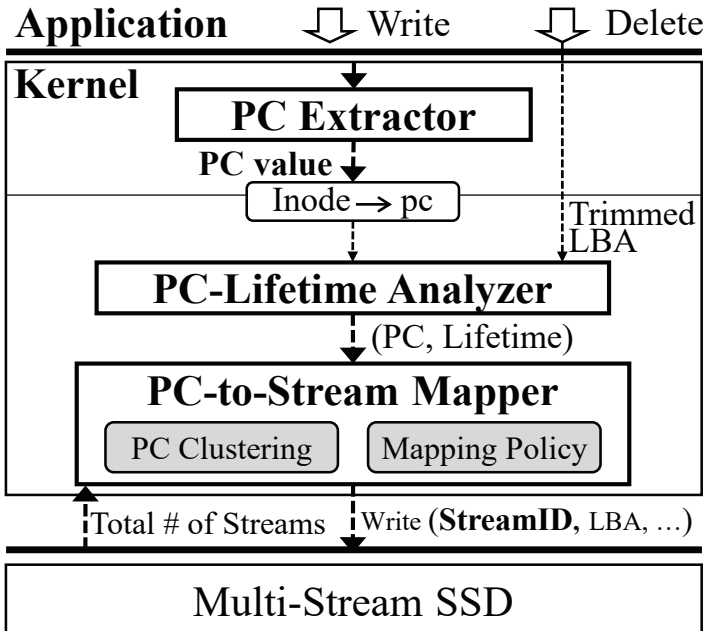 Application Write Delete
Kernel
PC Extractor
PC value
Inode → pc
Trimmed
LBA
PC-Lifetime Analyzer
(PC, Lifetime)
PC-to-Stream Mapper
PC Clustering Mapping Policy
Total # of Streams Write (StreamID, LBA, …)
Multi-Stream SSD